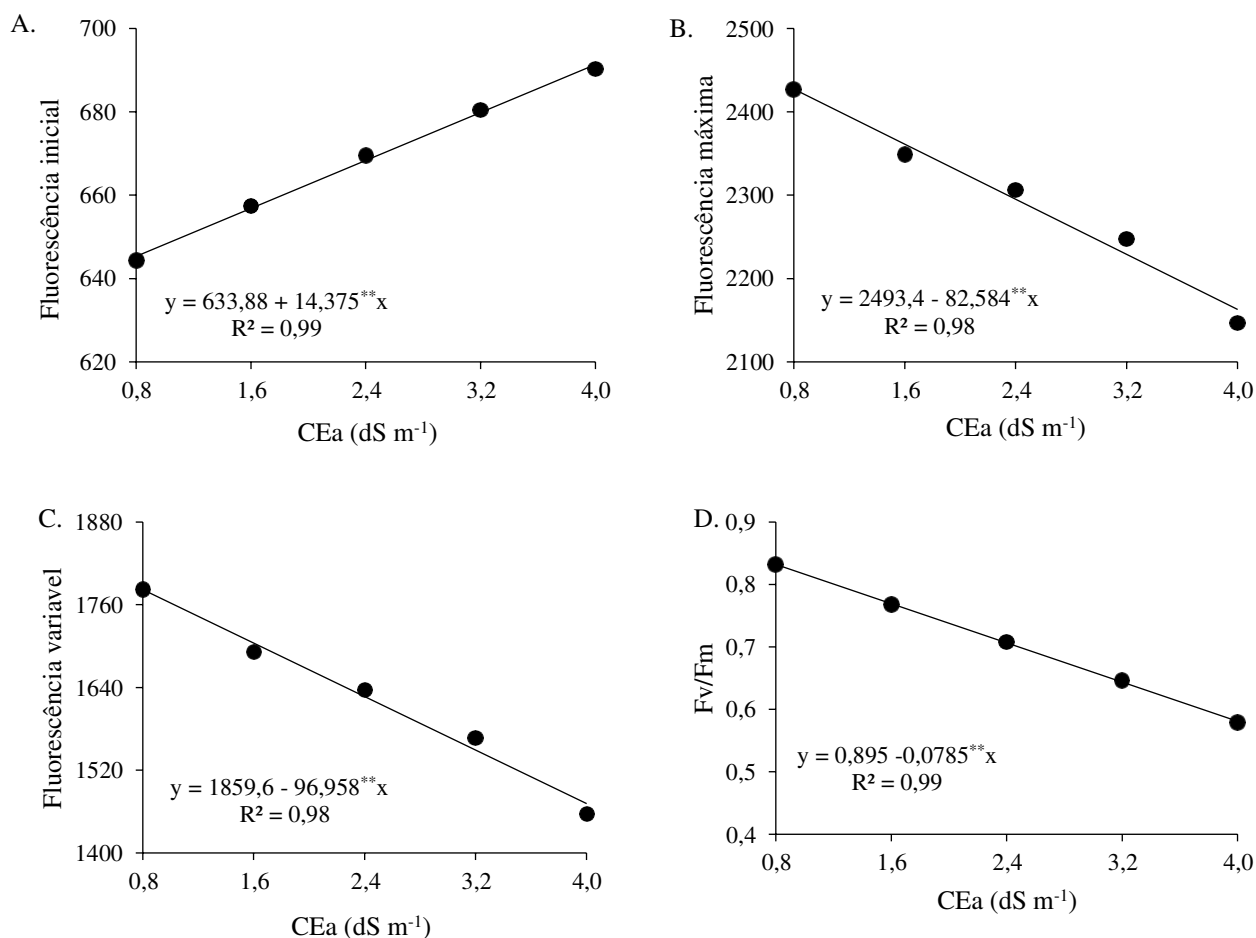 A.
700
680
660
640
620
Fluorescência inicial
y = 633,88 + 14,375**x
R² = 0,99
0,8 1,6 2,4 3,2 4,0
CEa (dS m-1)
B.
2500
2400
2300
2200
2100
Fluorescência máxima
y = 2493,4 - 82,584**x
R² = 0,98
0,8 1,6 2,4 3,2 4,0
CEa (dS m-1)
C.
1880
1760
1640
1520
1400
Fluorescência variavel
y = 1859,6 - 96,958**x
R² = 0,98
0,8 1,6 2,4 3,2 4,0
CEa (dS m-1)
D.
0,9
0,8
0,7
0,6
0,5
0,4
Fv/Fm
y = 0,895 -0,0785**x
R² = 0,99
0,8 1,6 2,4 3,2 4,0
CEa (dS m-1)